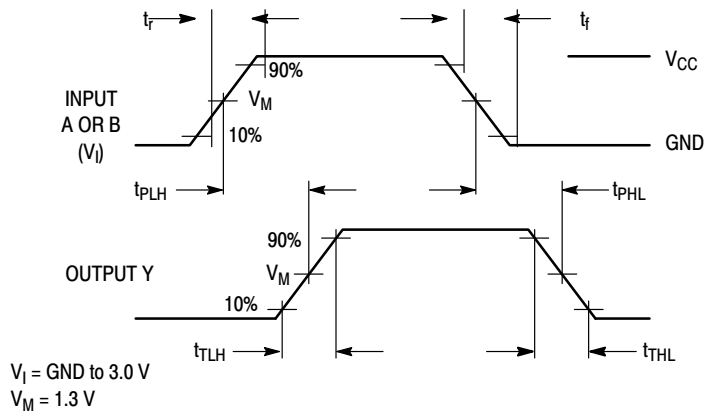 tr
tf
90%
VCC
INPUT
A OR B
(VI)
VM
10%
GND
tPLH
tPHL
90%
OUTPUT Y
VM
10%
tTLH
tTHL
VI = GND to 3.0 V
VM = 1.3 V